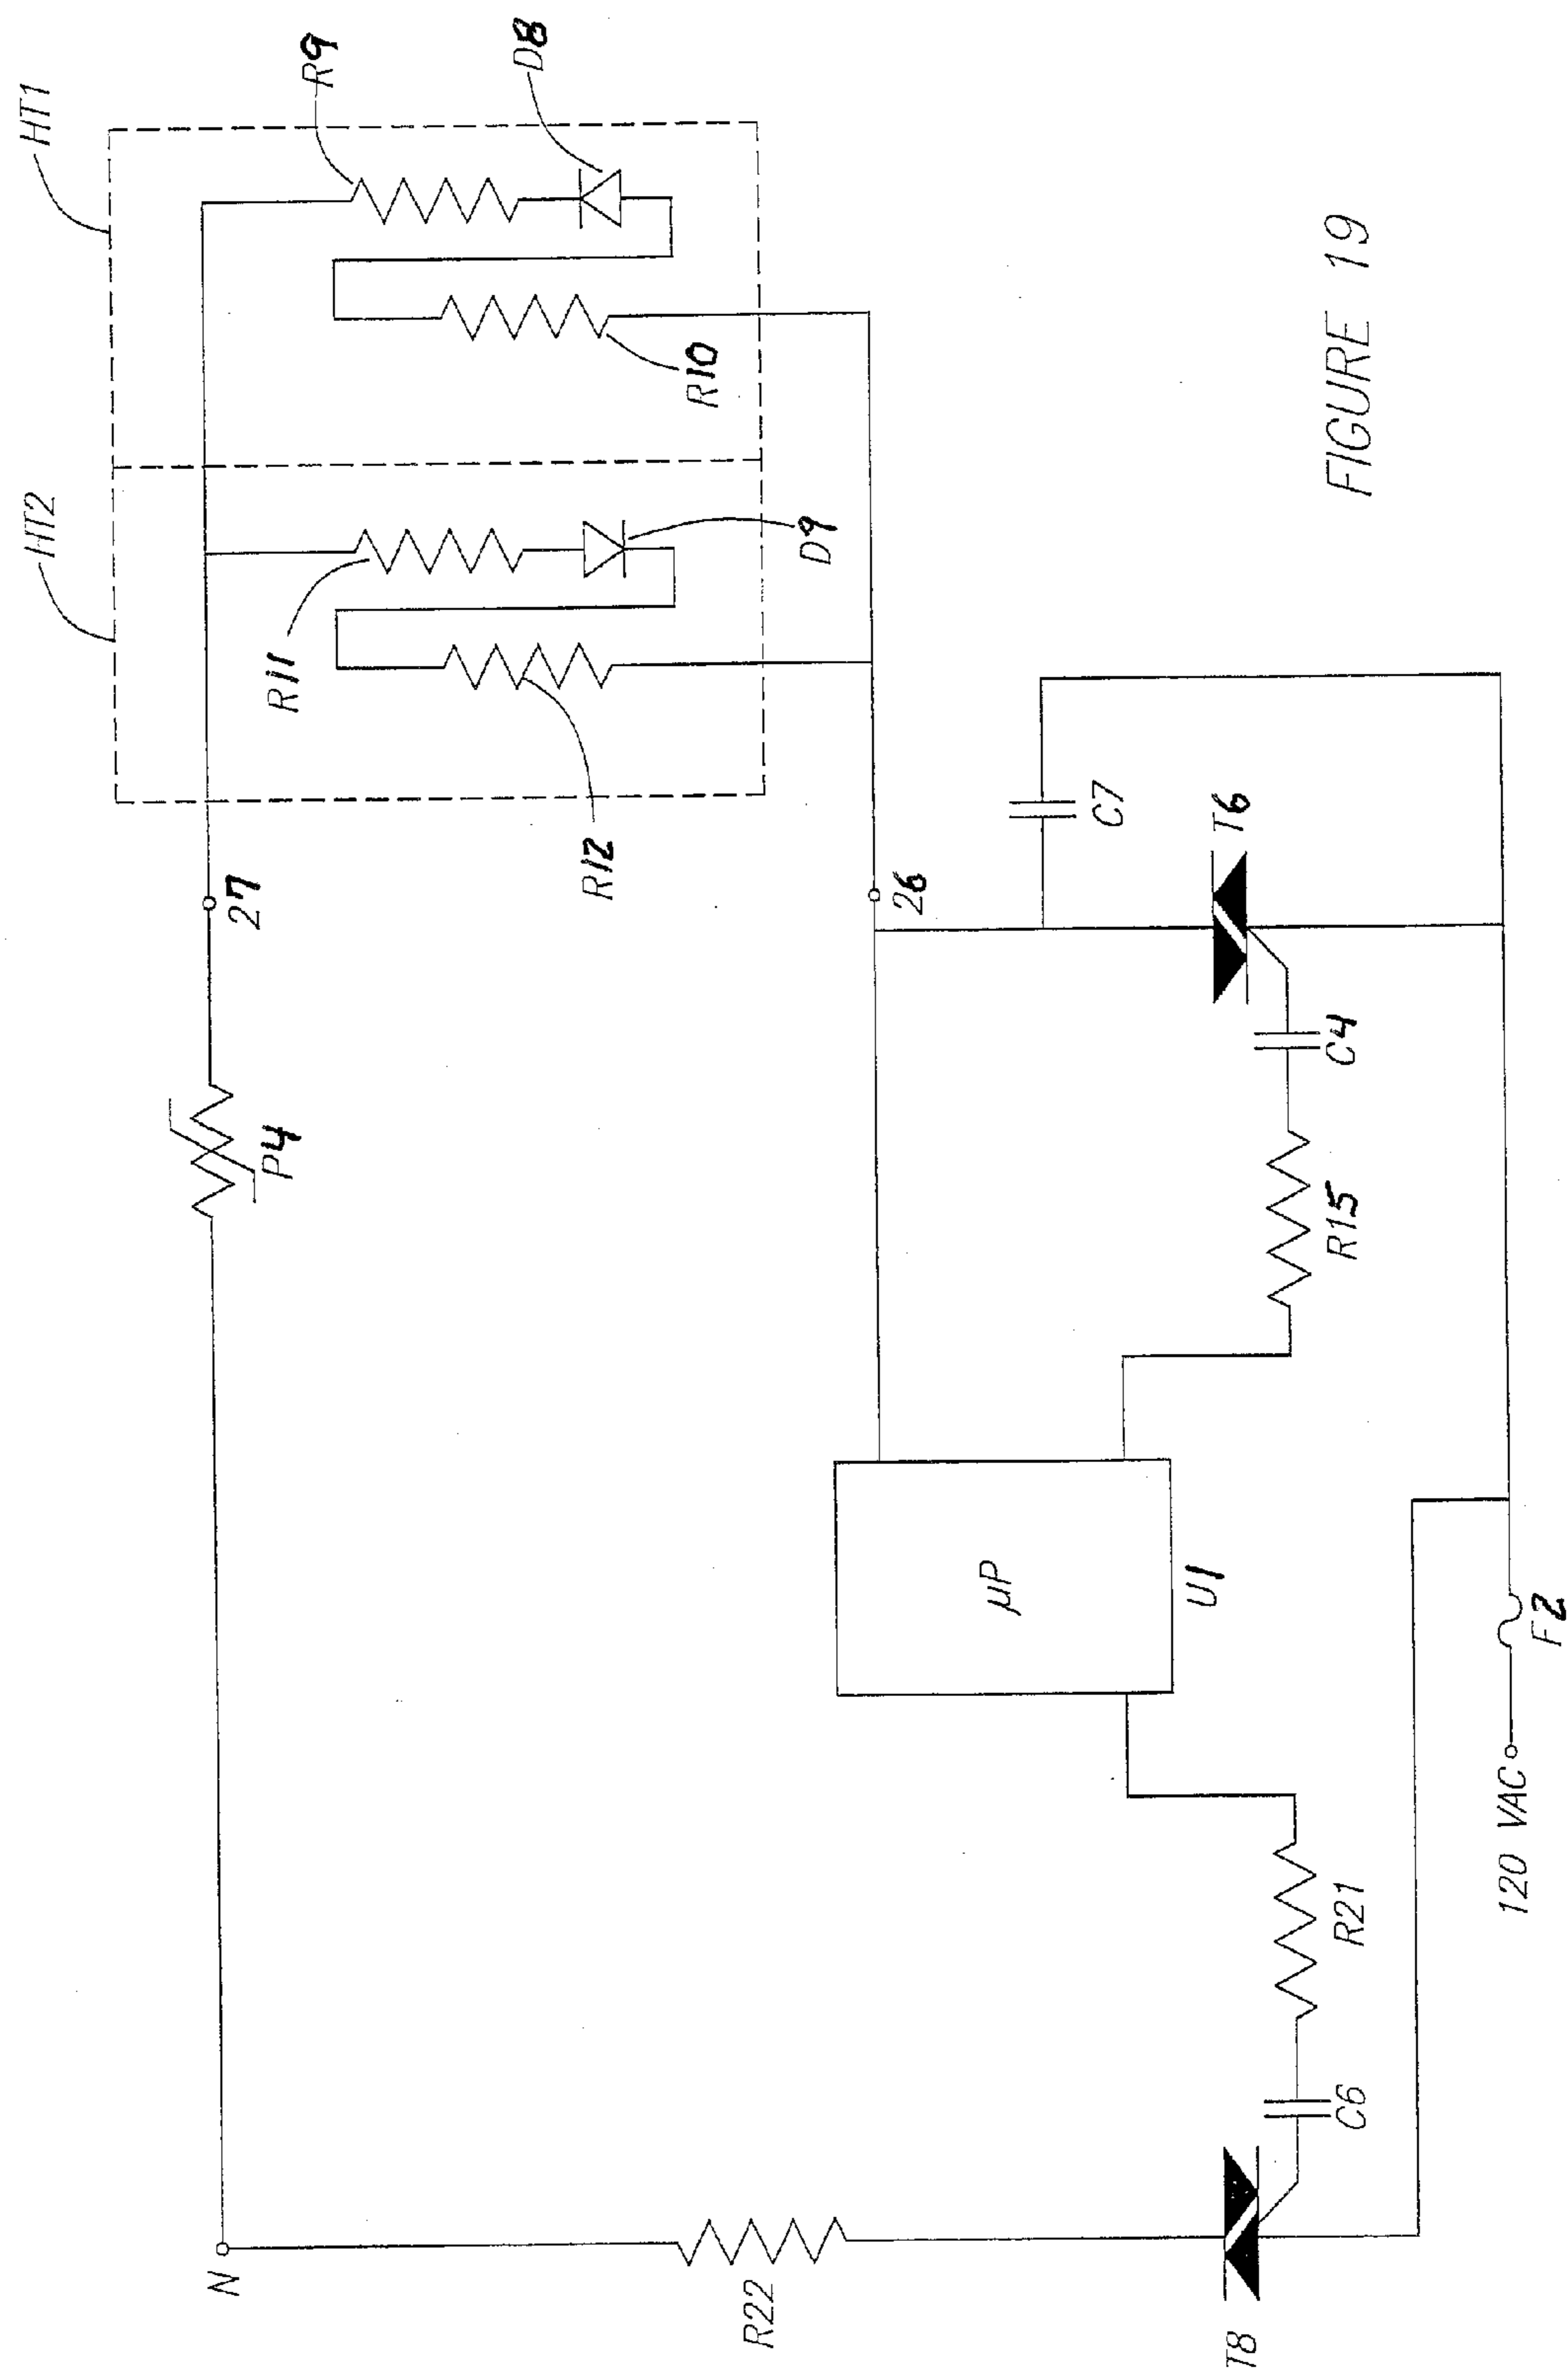 HT1
HT2
R9
D8
R11
D9
R10
R12
27
P4
N
26
C7
T6
C4
R15
μP
U1
R21
C6
R22
T8
120 VAC
F2
FIGURE 19